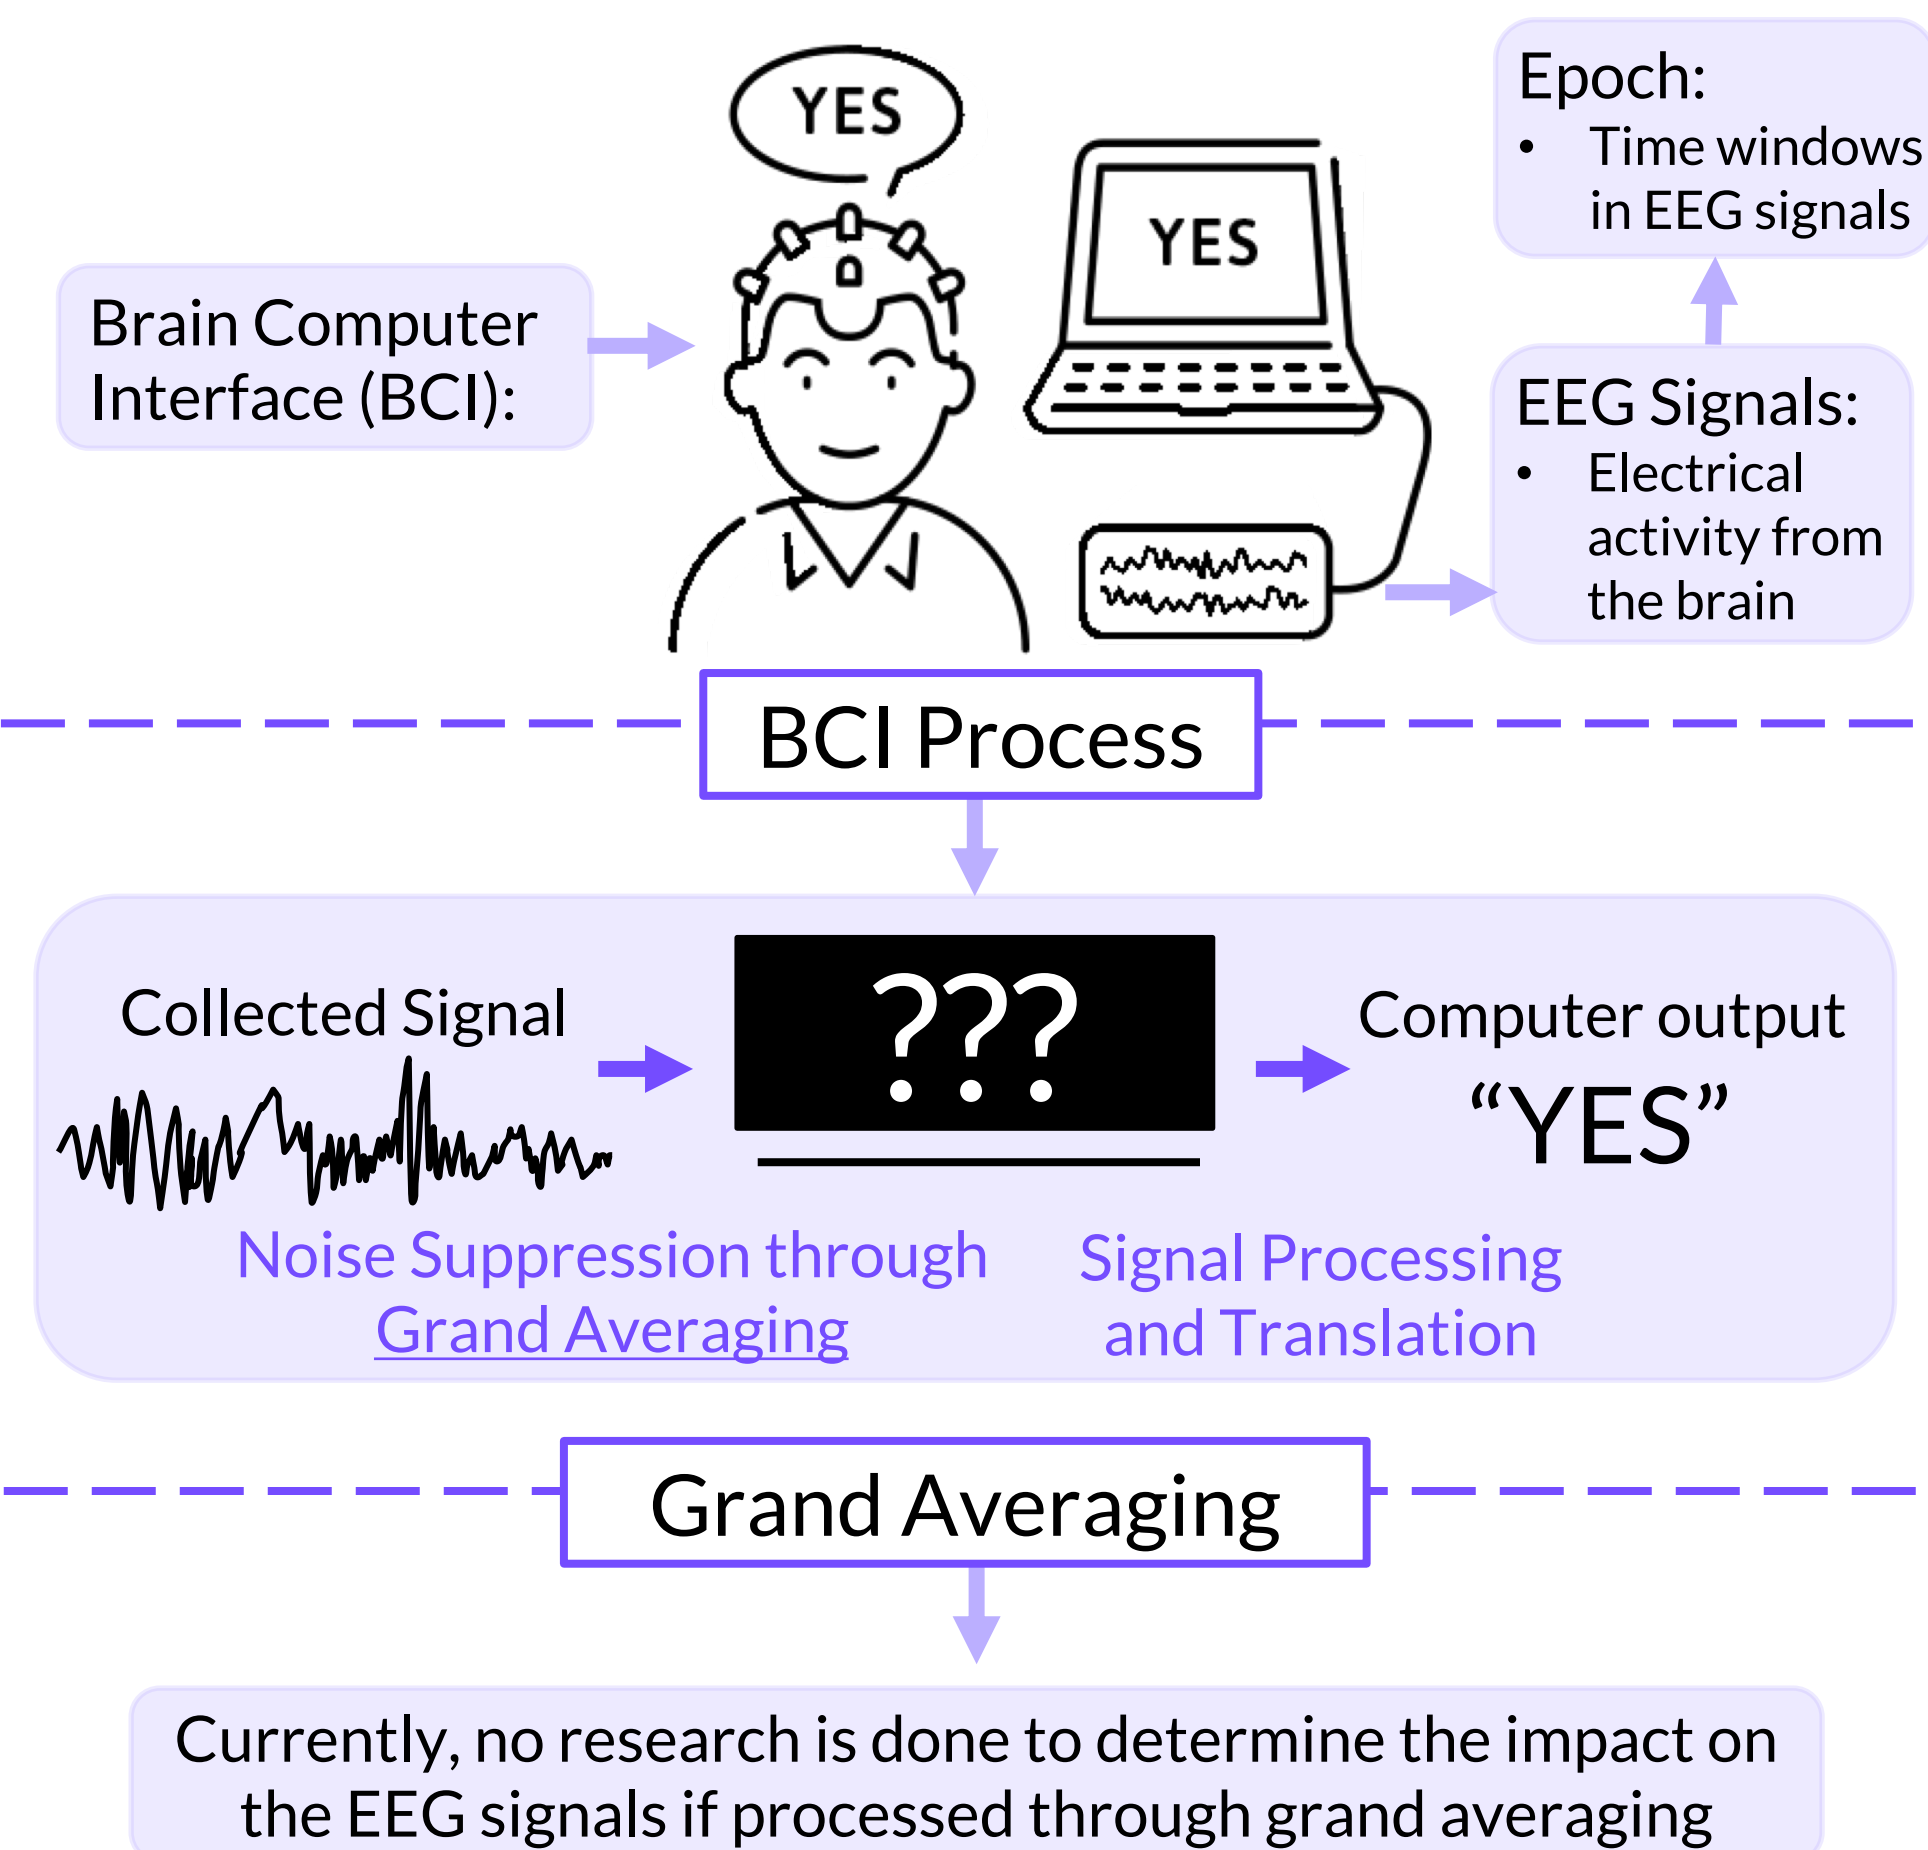 YES
YES
Epoch:
• Time windows
in EEG signals
Brain Computer
Interface (BCI):
EEG Signals:
• Electrical
activity from
the brain
BCI Process
Collected Signal
???
Computer output
“YES”
Noise Suppression through
Grand Averaging
Signal Processing
and Translation
Grand Averaging
Currently, no research is done to determine the impact on
the EEG signals if processed through grand averaging